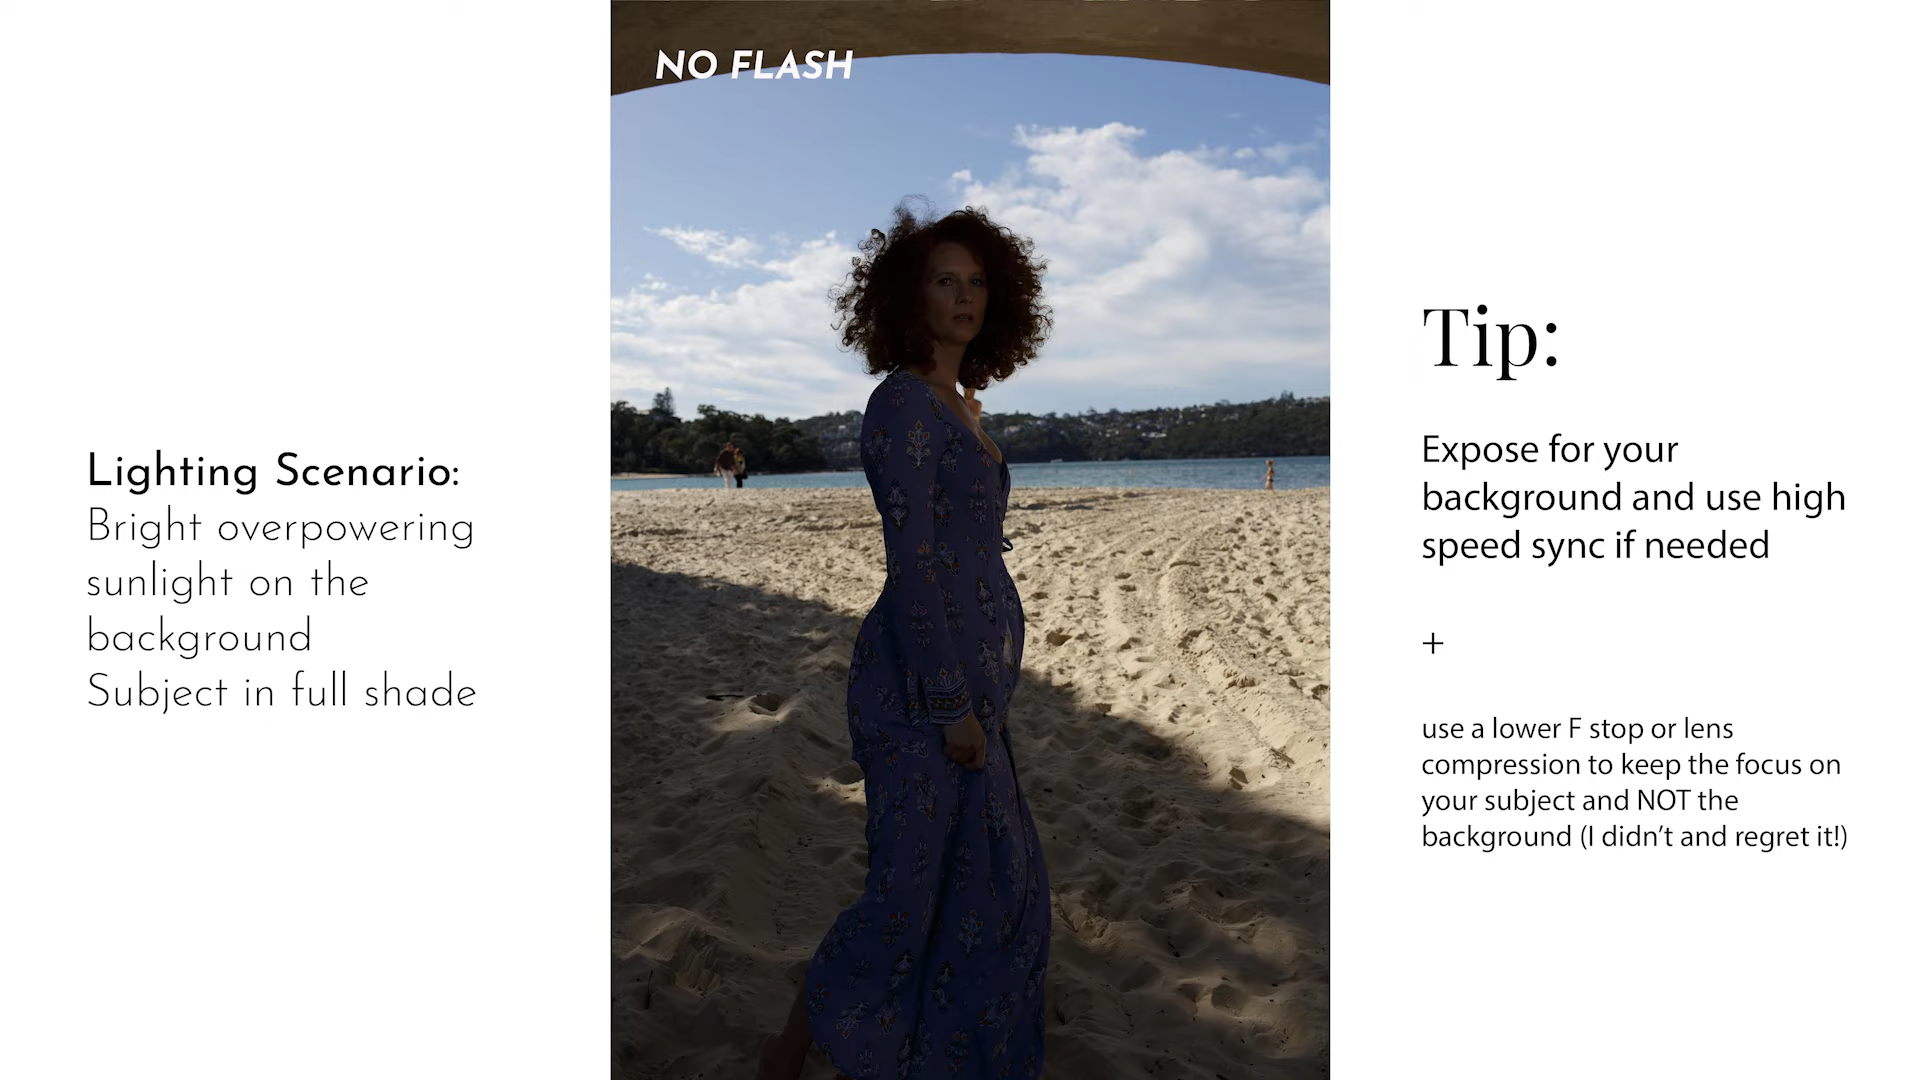 NO FLASH
Lighting Scenario:
Bright overpowering
sunlight on the
background
Subject in full shade
Tip:
Expose for your
background and use high
speed sync if needed
+
use a lower F stop or lens
compression to keep the focus on
your subject and NOT the
background (I didn’t and regret it!)